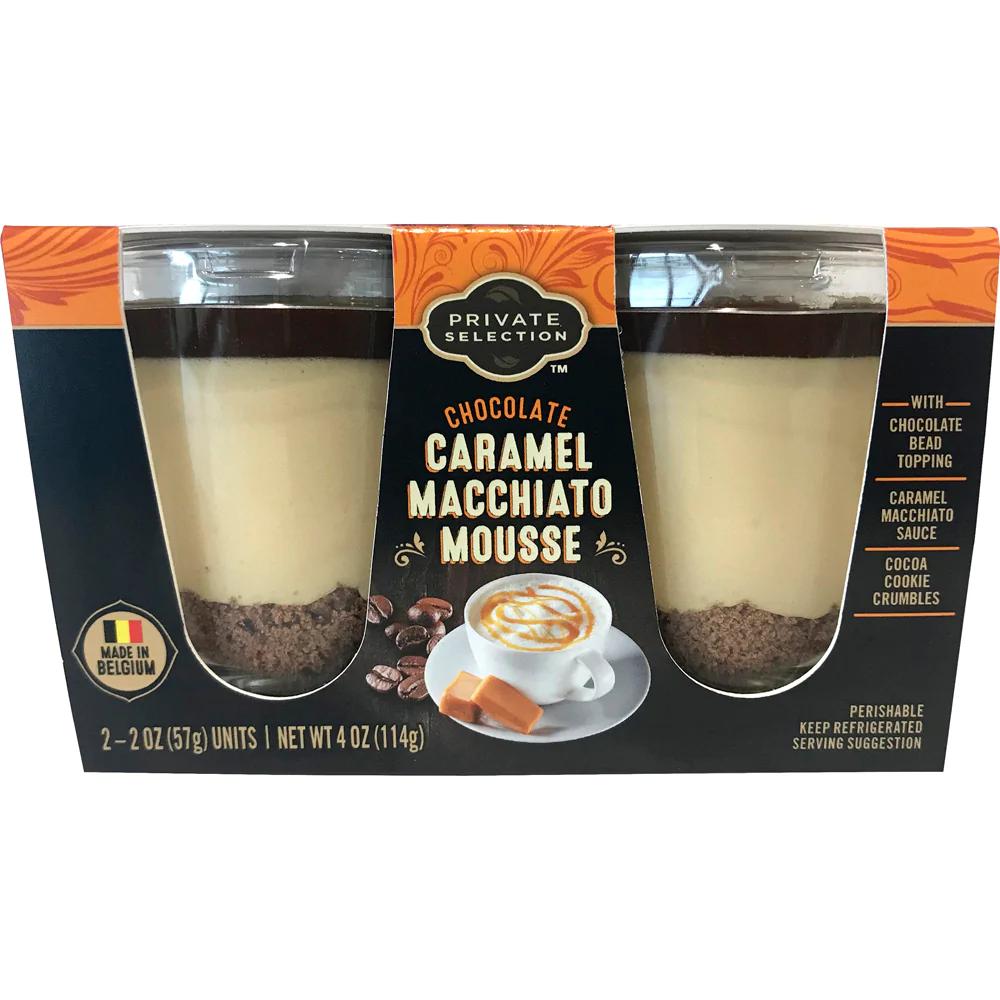 PRIVATE
SELECTION
TM
CHOCOLATE
CARAMEL
MACCHIATO
MOUSSE
WITH
CHOCOLATE
BEAD
TOPPING
CARAMEL
MACCHIATO
SAUCE
COCOA
COOKIE
CRUMBLES
MADE IN
BELGIUM
2–2 OZ (57g) UNITS | NET WT 4 OZ (114g)
PERISHABLE
KEEP REFRIGERATED
SERVING SUGGESTION